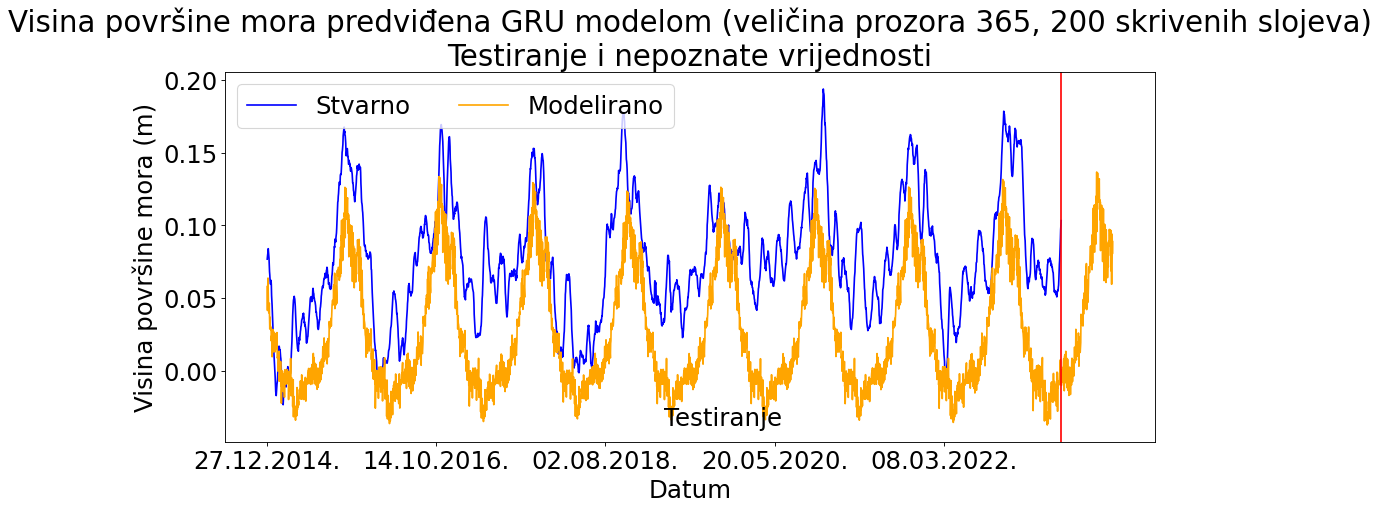 Visina površine mora predviđena GRU modelom (veličina prozora 365, 200 skrivenih slojeva)
Testiranje i nepoznate vrijednosti
Stvarno
Modelirano
Visina površine mora (m)
0.20
0.15
0.10
0.05
0.00
Testiranje
27.12.2014.
14.10.2016.
02.08.2018.
20.05.2020.
08.03.2022.
Datum